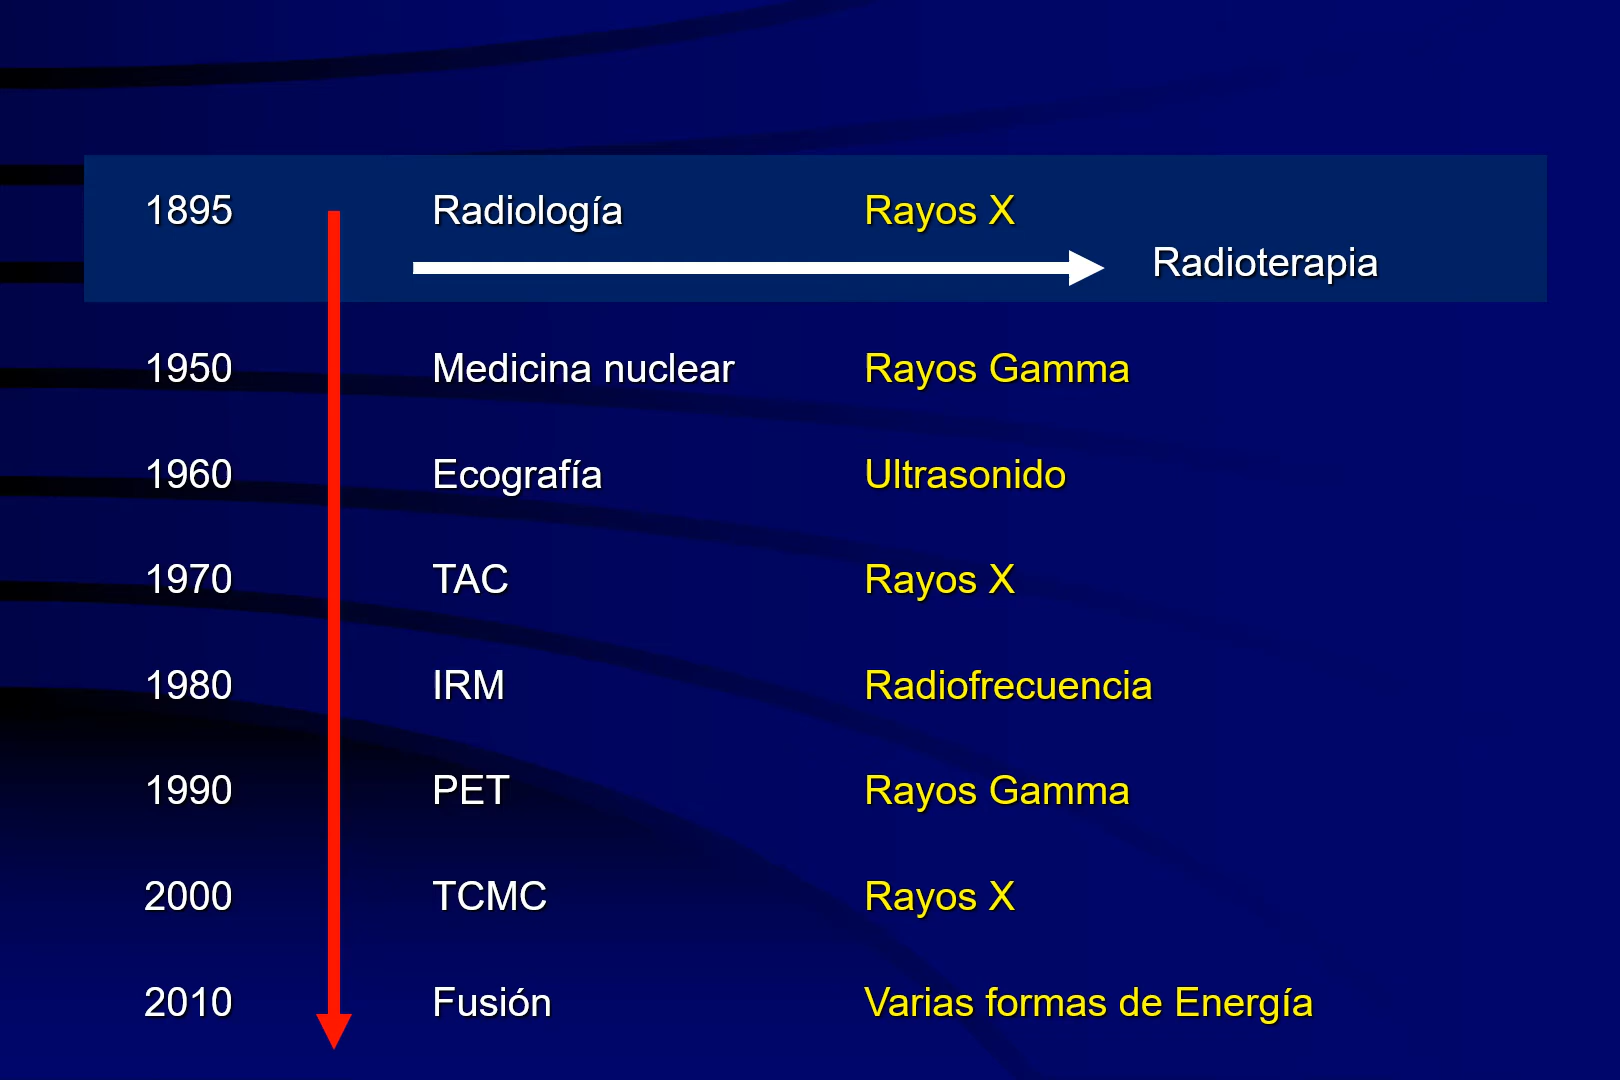 1895 Radiología Rayos X
Radioterapia
1950 Medicina nuclear Rayos Gamma
1960 Ecografía Ultrasonido
1970 TAC Rayos X
1980 IRM Radiofrecuencia
1990 PET Rayos Gamma
2000 TCMC Rayos X
2010 Fusión Varias formas de Energía